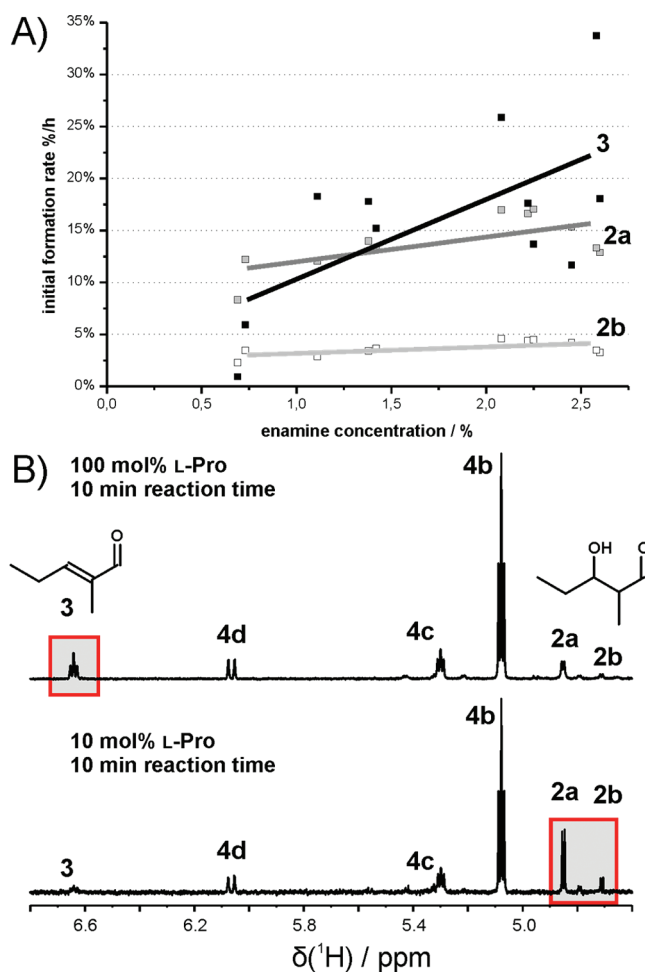 A)
35%
30%
25%
20%
15%
10%
5%
0%
initial formation rate %/h
3
2a
2b
0,0 0,5 1,0 1,5 2,0 2,5
enamine concentration / %
B)
100 mol% L-Pro
10 min reaction time
4b
O
OH O
3
4d 4c 2a 2b
10 mol% L-Pro
10 min reaction time
4b
2a 2b
3 4d 4c
6.6 6.2 5.8 5.4 5.0
δ(¹H) / ppm